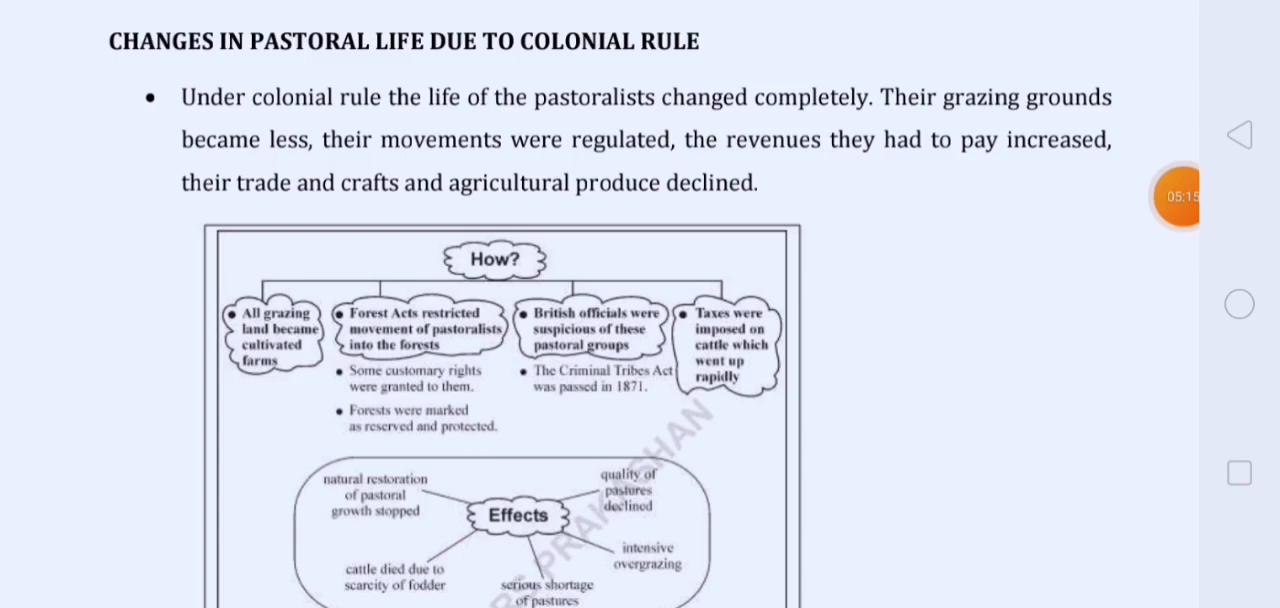 CHANGES IN PASTORAL LIFE DUE TO COLONIAL RULE
• Under colonial rule the life of the pastoralists changed completely. Their grazing grounds
became less, their movements were regulated, the revenues they had to pay increased,
their trade and crafts and agricultural produce declined.
05:15
How?
• All grazing
land became
cultivated
farms
• Forest Acts restricted
movement of pastoralists
into the forests
• Some customary rights
were granted to them.
• Forests were marked
as reserved and protected.
• British officials were
suspicious of these
pastoral groups
• The Criminal Tribes Act
was passed in 1871.
• Taxes were
imposed on
cattle which
went up
rapidly
natural restoration
of pastoral
growth stopped
Effects
quality of
pastures
declined
intensive
overgrazing
cattle died due to
scarcity of fodder
serious shortage
of pastures